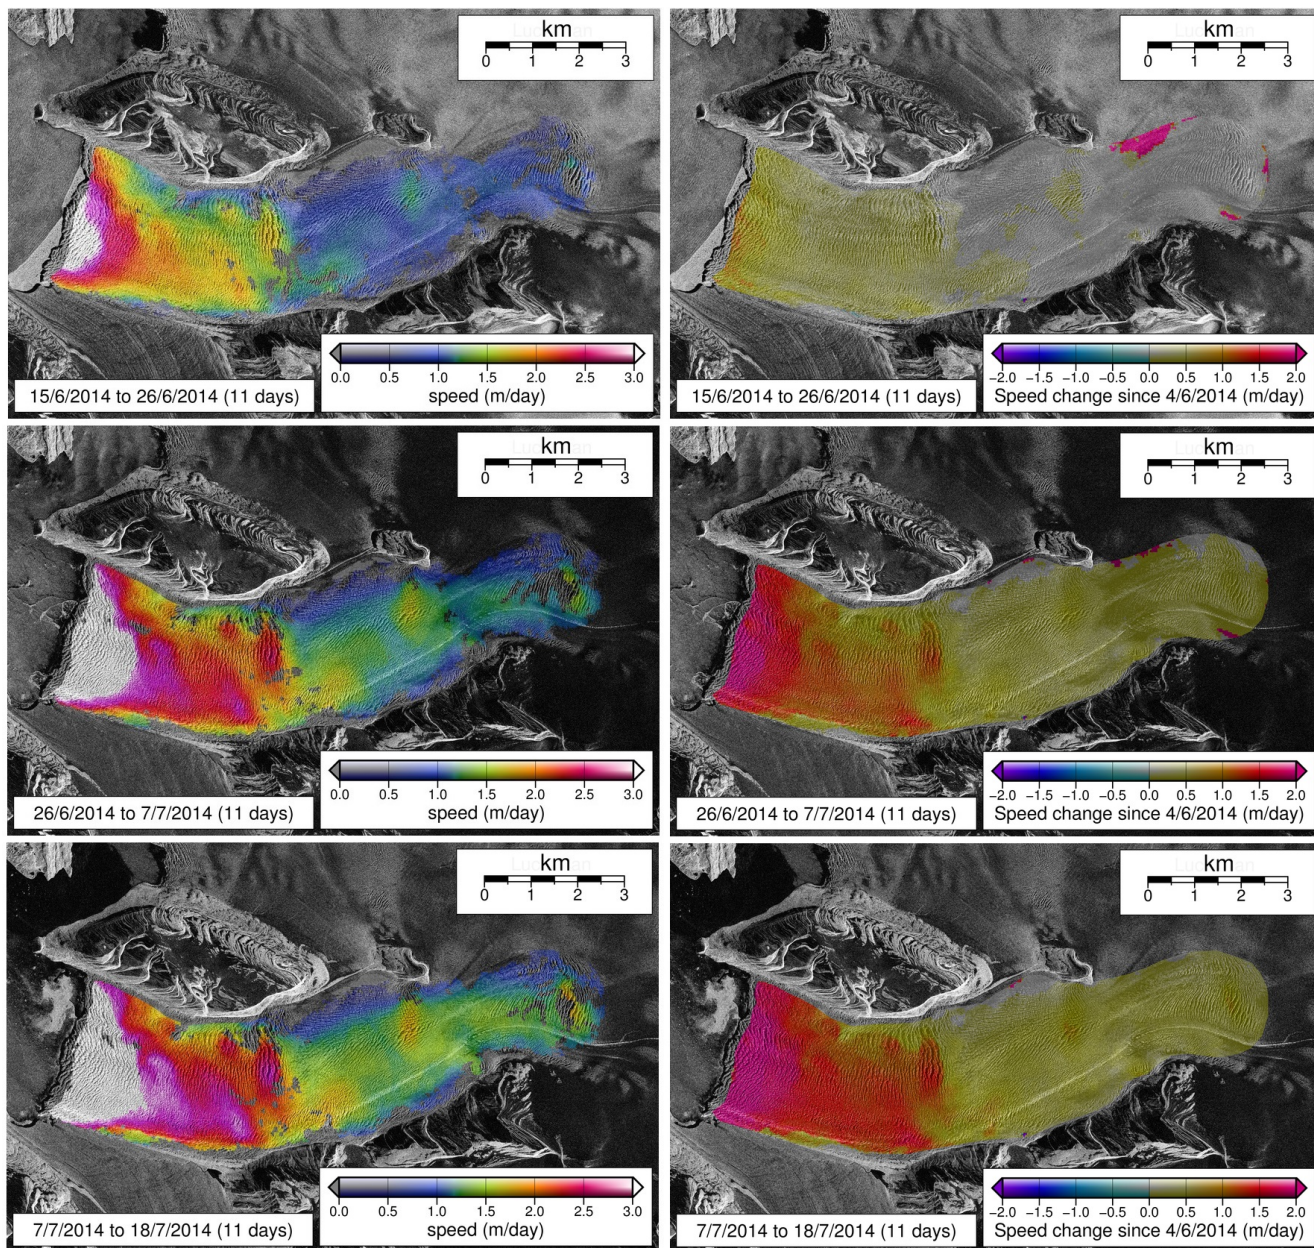 km
0 1 2 3
km
0 1 2 3
0.0 0.5 1.0 1.5 2.0 2.5 3.0
speed (m/day)
15/6/2014 to 26/6/2014 (11 days)
−2.0 −1.5 −1.0 −0.5 0.0 0.5 1.0 1.5 2.0
Speed change since 4/6/2014 (m/day)
15/6/2014 to 26/6/2014 (11 days)
km
0 1 2 3
km
0 1 2 3
0.0 0.5 1.0 1.5 2.0 2.5 3.0
speed (m/day)
26/6/2014 to 7/7/2014 (11 days)
−2.0 −1.5 −1.0 −0.5 0.0 0.5 1.0 1.5 2.0
Speed change since 4/6/2014 (m/day)
26/6/2014 to 7/7/2014 (11 days)
km
0 1 2 3
km
0 1 2 3
0.0 0.5 1.0 1.5 2.0 2.5 3.0
speed (m/day)
7/7/2014 to 18/7/2014 (11 days)
−2.0 −1.5 −1.0 −0.5 0.0 0.5 1.0 1.5 2.0
Speed change since 4/6/2014 (m/day)
7/7/2014 to 18/7/2014 (11 days)